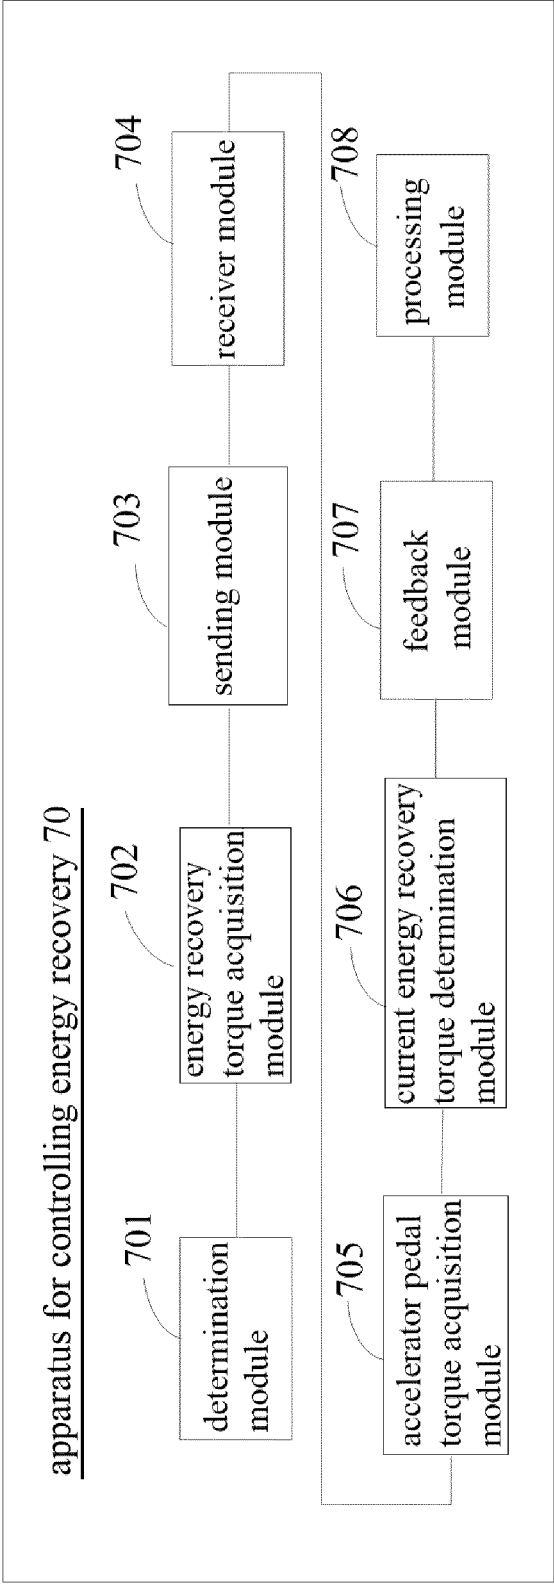 apparatus for controlling energy recovery 70
701
determination
module
702
energy recovery
torque acquisition
module
703
sending module
704
receiver module
705
accelerator pedal
torque acquisition
module
706
current energy recovery
torque determination
module
707
feedback
module
708
processing
module